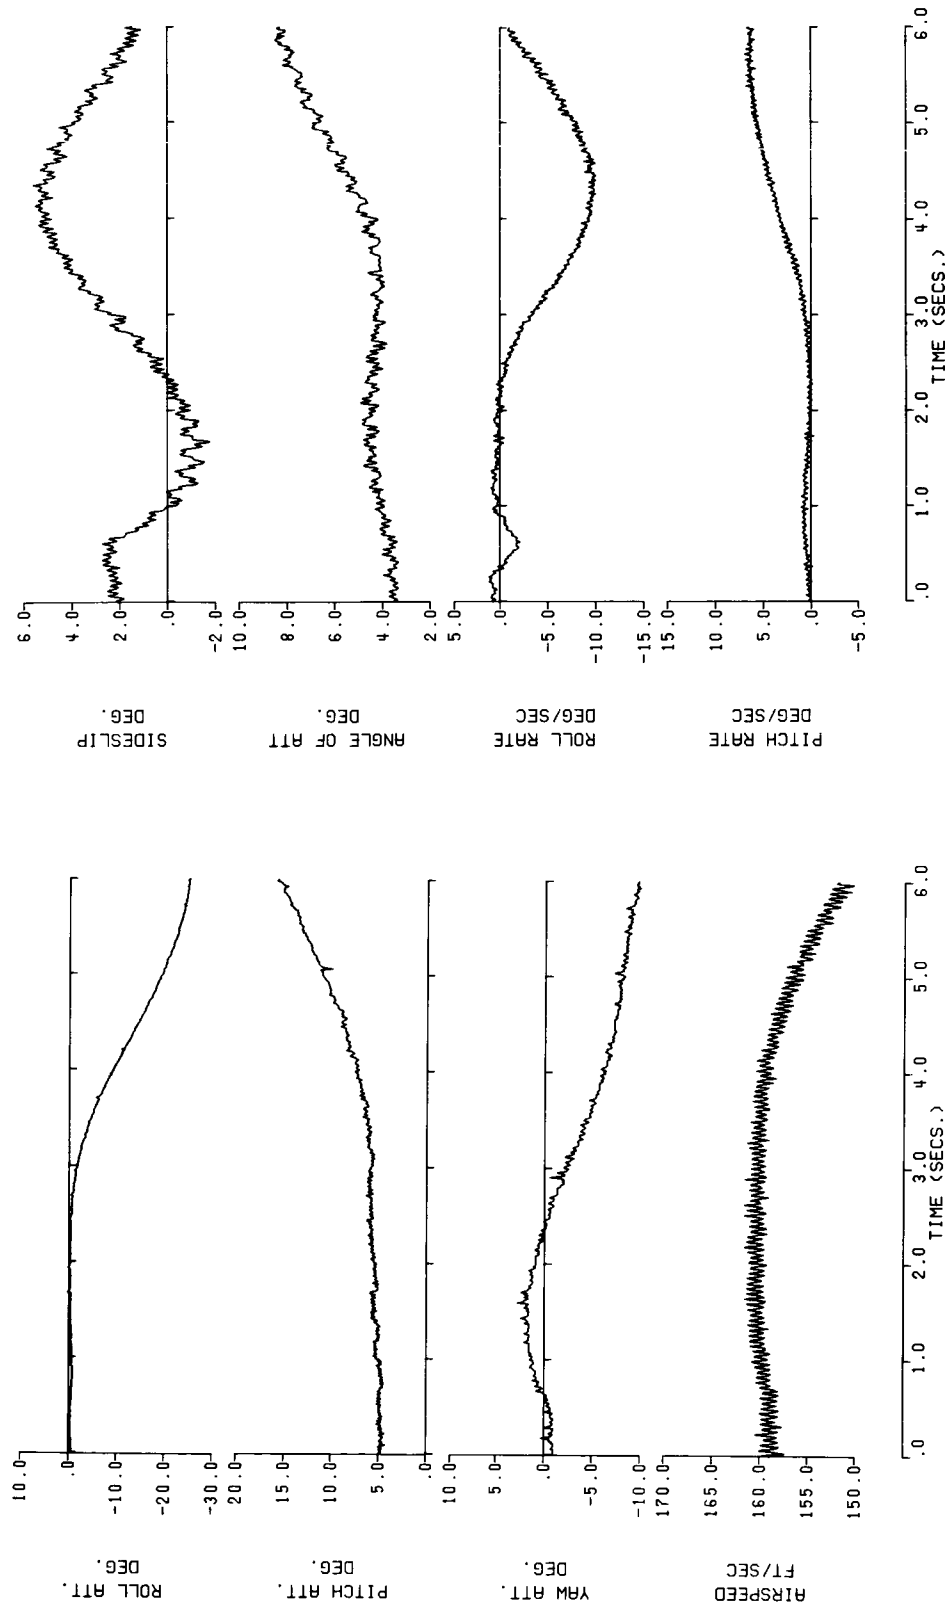 SIDESLIP
DEG.
6.0
4.0
2.0
.0
-2.0
ANGLE OF ATT
DEG.
10.0
8.0
6.0
4.0
2.0
ROLL RATE
DEG/SEC
5.0
.0
-5.0
-10.0
-15.0
PITCH RATE
DEG/SEC
15.0
10.0
5.0
.0
-5.0
.0 1.0 2.0 3.0 4.0 5.0 6.0
TIME (SECS.)
ROLL ATT.
DEG.
10.0
.0
-10.0
-20.0
-30.0
PITCH ATT.
DEG.
20.0
15.0
10.0
5.0
.0
YAW ATT.
DEG.
10.0
5.0
.0
-5.0
-10.0
AIRSPEED
FT/SEC
170.0
165.0
160.0
155.0
150.0
.0 1.0 2.0 3.0 4.0 5.0 6.0
TIME (SECS.)